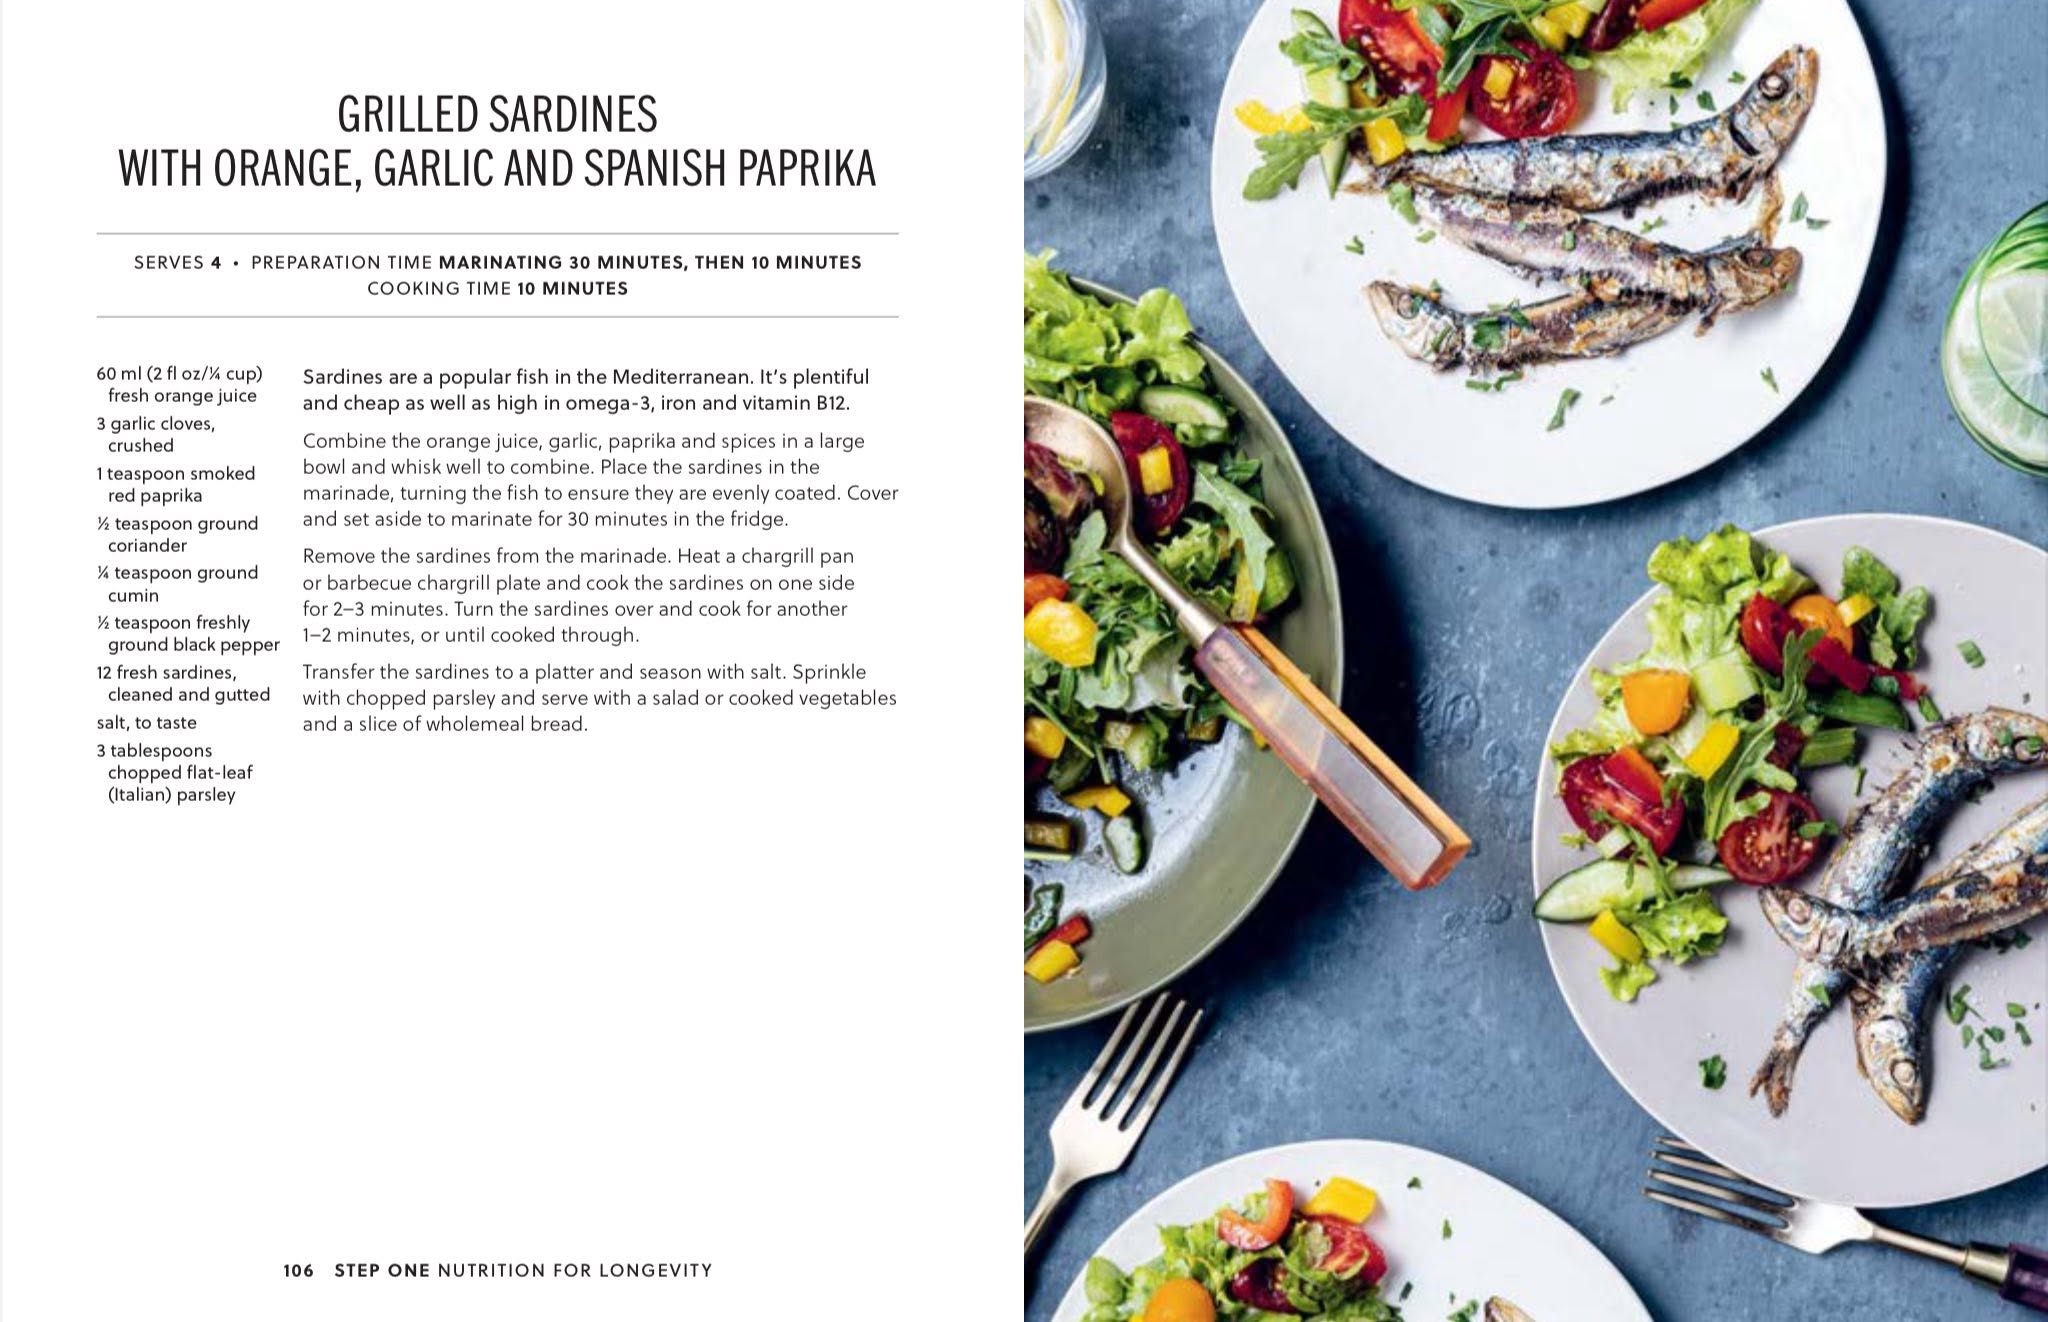 GRILLED SARDINES
WITH ORANGE, GARLIC AND SPANISH PAPRIKA
SERVES 4 • PREPARATION TIME MARINATING 30 MINUTES, THEN 10 MINUTES
COOKING TIME 10 MINUTES
60 ml (2 fl oz/¼ cup)
fresh orange juice
3 garlic cloves,
crushed
1 teaspoon smoked
red paprika
½ teaspoon ground
coriander
¼ teaspoon ground
cumin
½ teaspoon freshly
ground black pepper
12 fresh sardines,
cleaned and gutted
salt, to taste
3 tablespoons
chopped flat-leaf
(Italian) parsley
Sardines are a popular fish in the Mediterranean. It's plentiful
and cheap as well as high in omega-3, iron and vitamin B12.
Combine the orange juice, garlic, paprika and spices in a large
bowl and whisk well to combine. Place the sardines in the
marinade, turning the fish to ensure they are evenly coated. Cover
and set aside to marinate for 30 minutes in the fridge.
Remove the sardines from the marinade. Heat a chargrill pan
or barbecue chargrill plate and cook the sardines on one side
for 2–3 minutes. Turn the sardines over and cook for another
1–2 minutes, or until cooked through.
Transfer the sardines to a platter and season with salt. Sprinkle
with chopped parsley and serve with a salad or cooked vegetables
and a slice of wholemeal bread.
106 STEP ONE NUTRITION FOR LONGEVITY